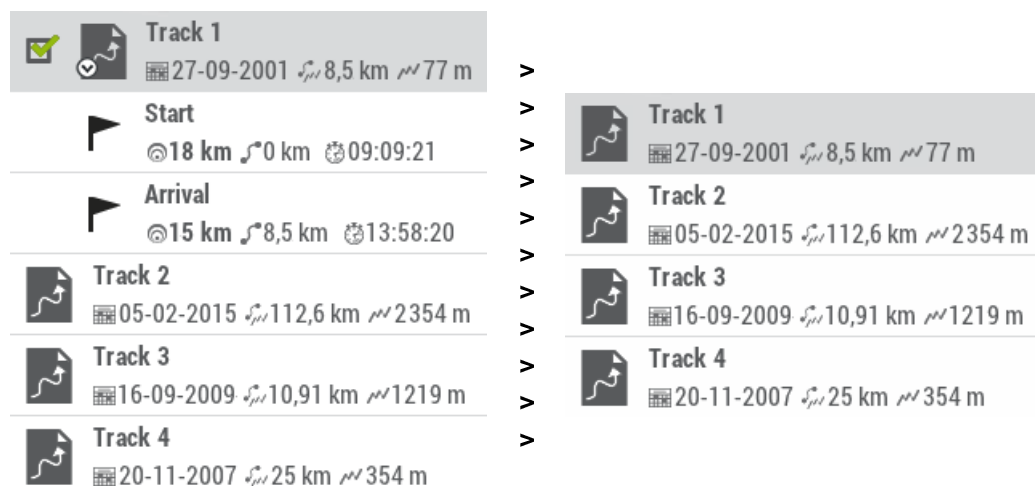 Track 1
27-09-2001 8,5 km 77 m
Start
18 km 0 km 09:09:21
Arrival
15 km 8,5 km 13:58:20
Track 2
05-02-2015 112,6 km 2354 m
Track 3
16-09-2009 10,91 km 1219 m
Track 4
20-11-2007 25 km 354 m
>
>
>
>
>
>
>
>
>
>
>
Track 1
27-09-2001 8,5 km 77 m
Track 2
05-02-2015 112,6 km 2354 m
Track 3
16-09-2009 10,91 km 1219 m
Track 4
20-11-2007 25 km 354 m